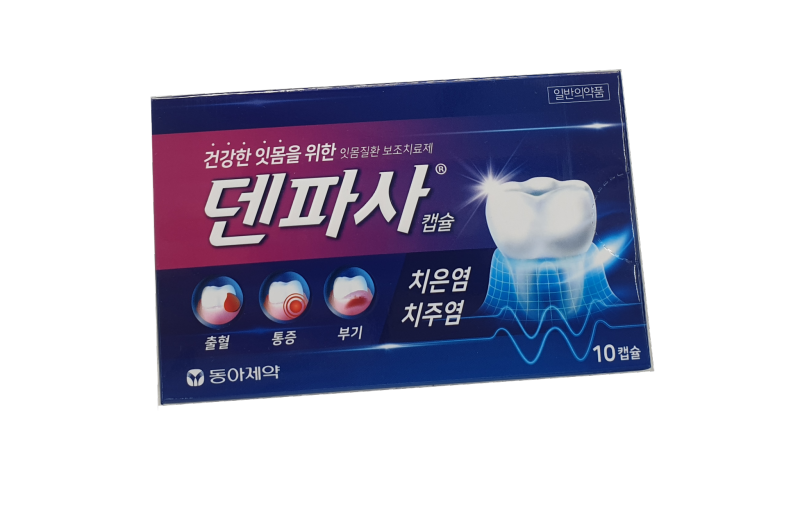 일반의약품
건강한 잇몸을 위한 잇몸질환 보조치료제
덴파사® 캡슐
출혈 통증 부기
치은염
치주염
동아제약
10캡슐